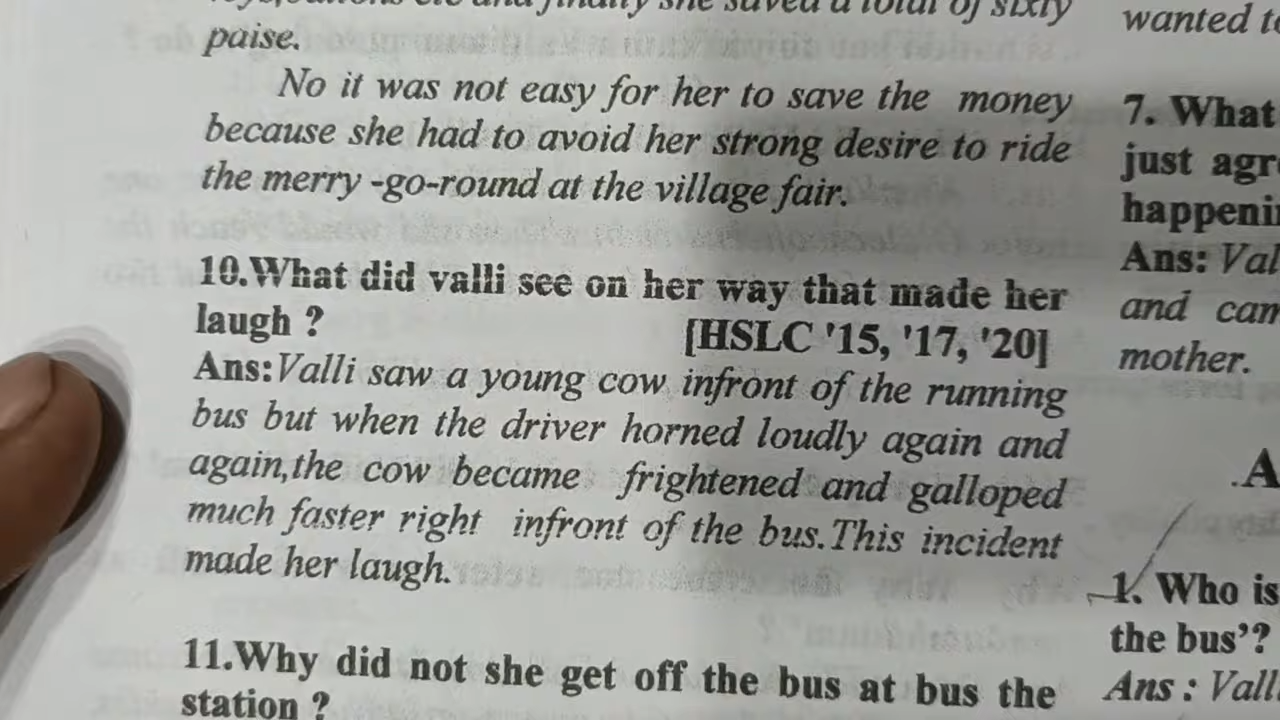 she saved a total of sixty
paise.
No it was not easy for her to save the money
because she had to avoid her strong desire to ride
the merry -go-round at the village fair.
10.What did valli see on her way that made her
laugh ? [HSLC '15, '17, '20]
Ans:Valli saw a young cow infront of the running
bus but when the driver horned loudly again and
again,the cow became frightened and galloped
much faster right infront of the bus.This incident
made her laugh.
11.Why did not she get off the bus at bus the
station ?
wanted
7. What
just
Ans:
and
mother.
.A
1. Who is
the bus’?
Ans :